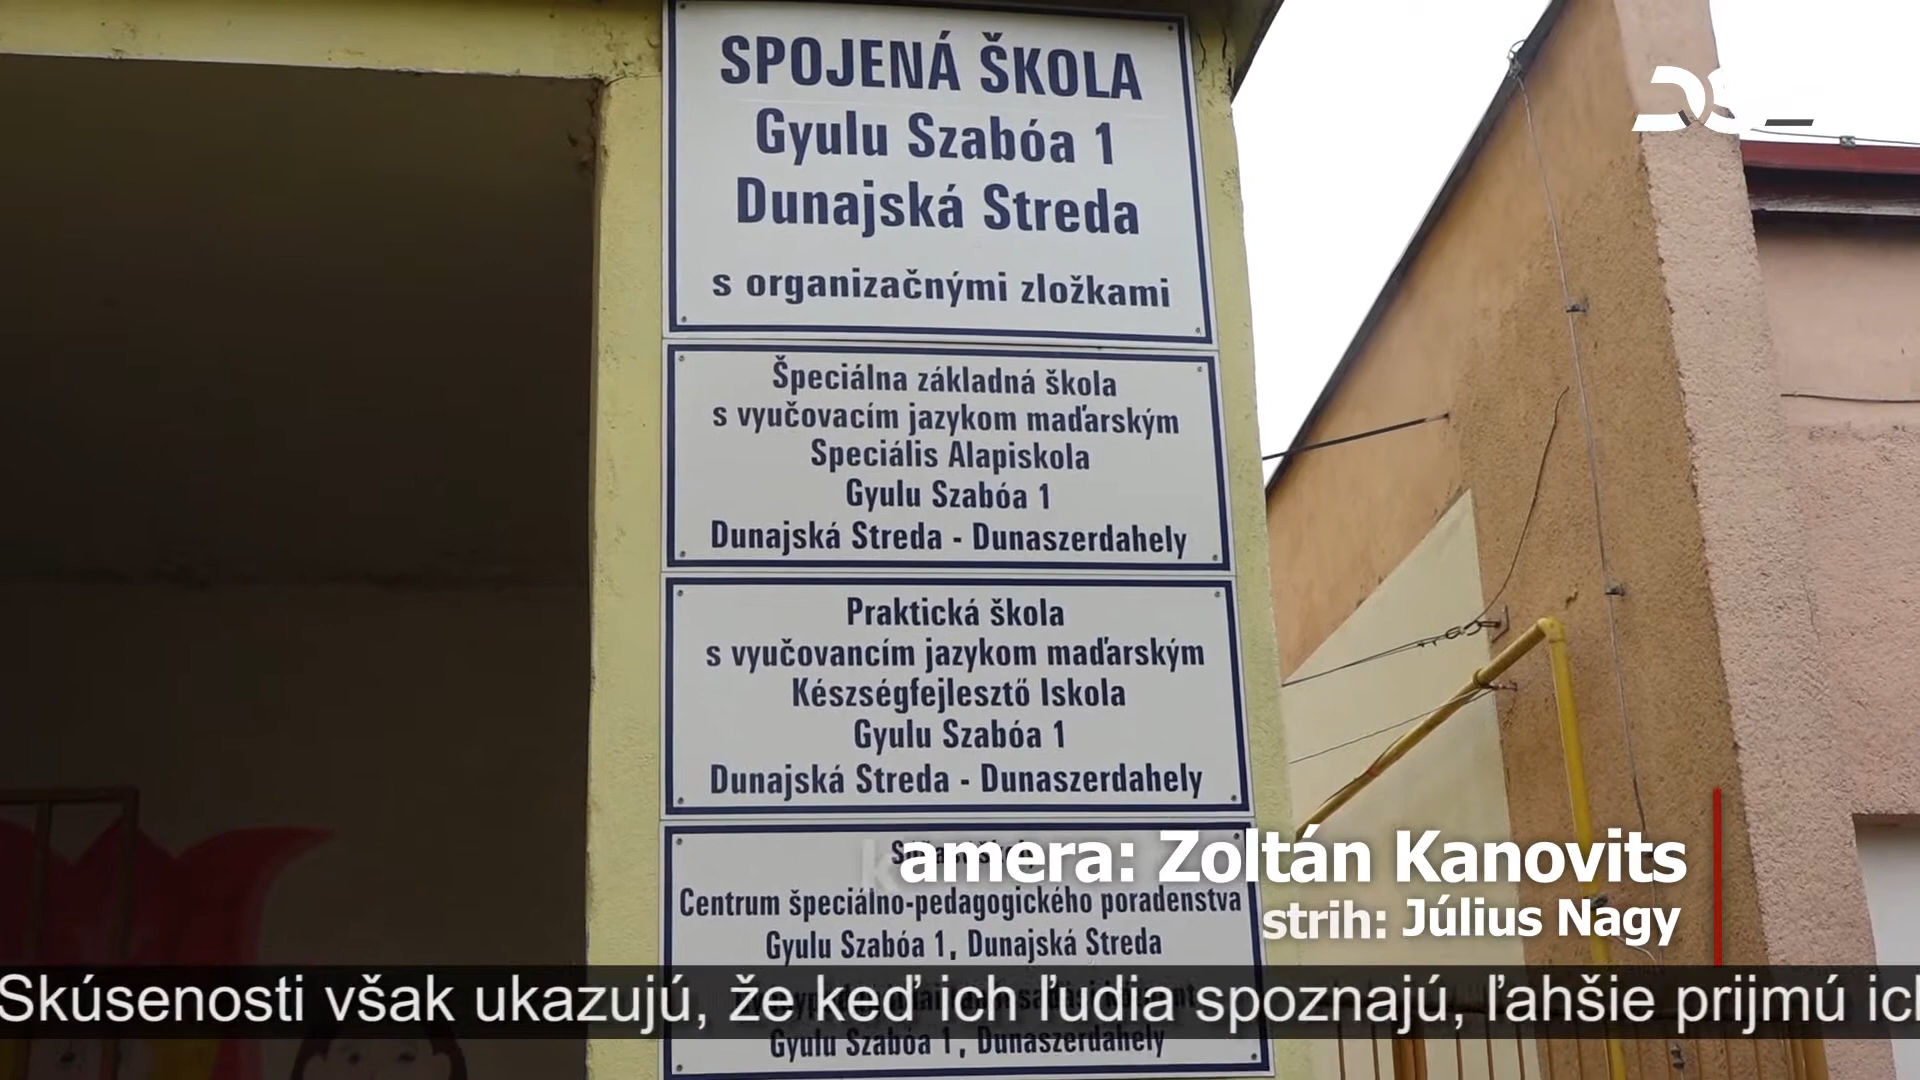 SPOJENÁ ŠKOLA
Gyulu Szabóa 1
Dunajská Streda
s organizačnými zložkami
Špeciálna základná škola
s vyučovacím jazykom maďarským
Speciális Alapiskola
Gyulu Szabóa 1
Dunajská Streda - Dunaszerdahely
Praktická škola
s vyučovancím jazykom maďarským
Készségfejlesztő Iskola
Gyulu Szabóa 1
Dunajská Streda - Dunaszerdahely
Centrum špeciálno-pedagogického poradenstva
Gyulu Szabóa 1, Dunajská Streda
Gyulu Szabóa 1, Dunaszerdahely
kamera: Zoltán Kanovits
strih: Július Nagy
Skúsenosti však ukazujú, že keď ich ľudia spoznajú, ľahšie prijmú ich